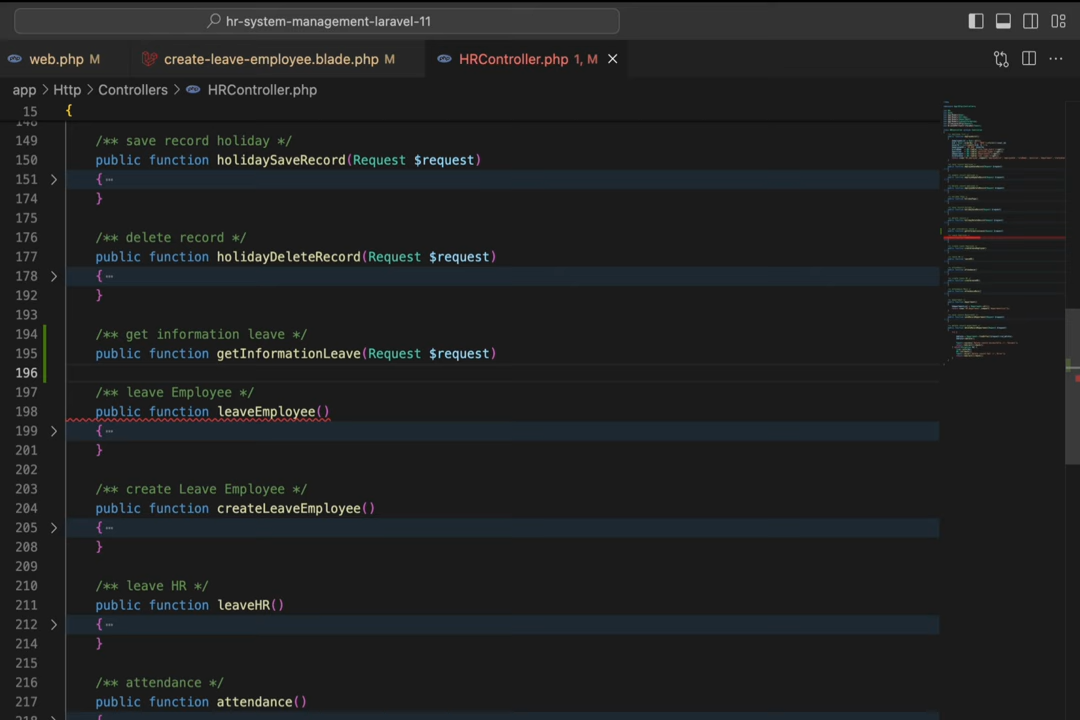 hr-system-management-laravel-11
web.php M
create-leave-employee.blade.php M
HRController.php 1, M
app > Http > Controllers > HRController.php
15 {
148
149 /** save record holiday */
150 public function holidaySaveRecord(Request $request)
151 {
174 }
175
176 /** delete record */
177 public function holidayDeleteRecord(Request $request)
178 {
192 }
193
194 /** get information leave */
195 public function getInformationLeave(Request $request)
196
197 /** leave Employee */
198 public function leaveEmployee()
199 {
201 }
202
203 /** create Leave Employee */
204 public function createLeaveEmployee()
205 {
208 }
209
210 /** leave HR */
211 public function leaveHR()
212 {
214 }
215
216 /** attendance */
217 public function attendance()
218 {